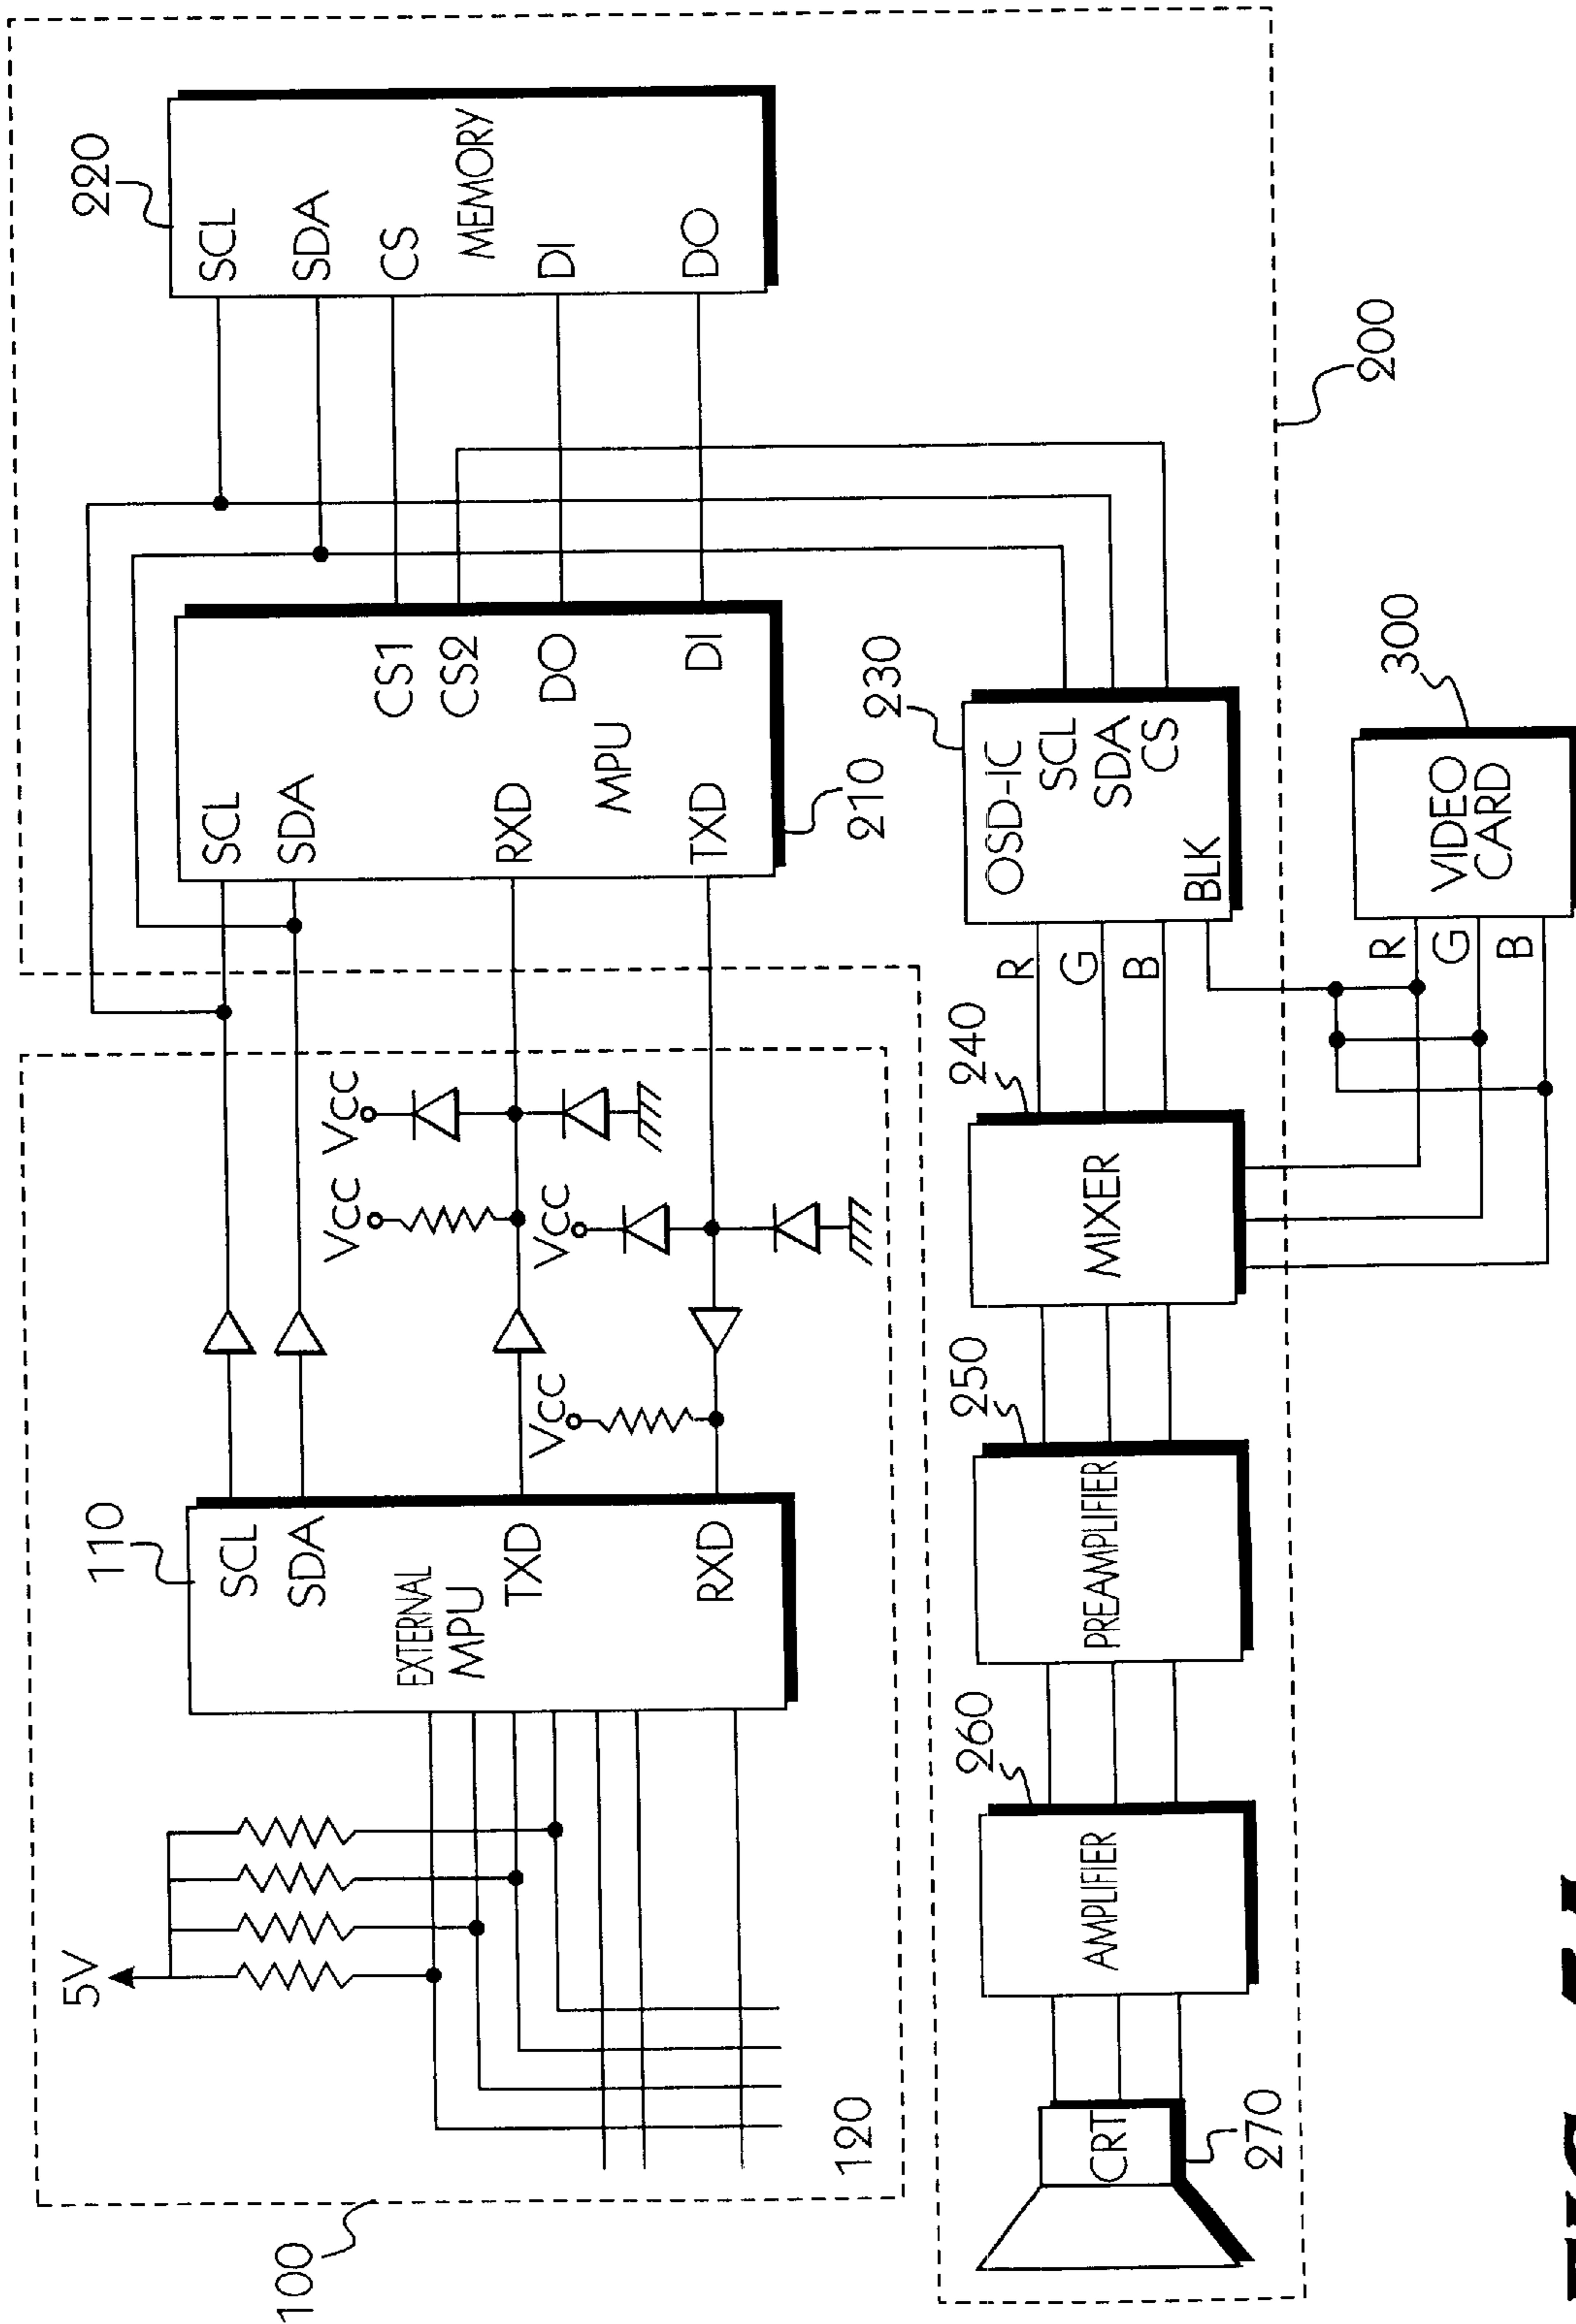 100
5V
120
110
SCL
SDA
EXTERNAL
MPU
TXD
RXD
VCC
VCC
VCC
VCC
SCL
SDA
RXD
TXD
MPU
CS1
CS2
DO
DI
210
220
SCL
SDA
CS
MEMORY
DI
DO
CRT
270
260
AMPLIFIER
250
PREAMPLIFIER
240
MIXER
R
G
B
230
OSD-IC
SCL
SDA
CS
BLK
200
R
G
B
VIDEO
CARD
300